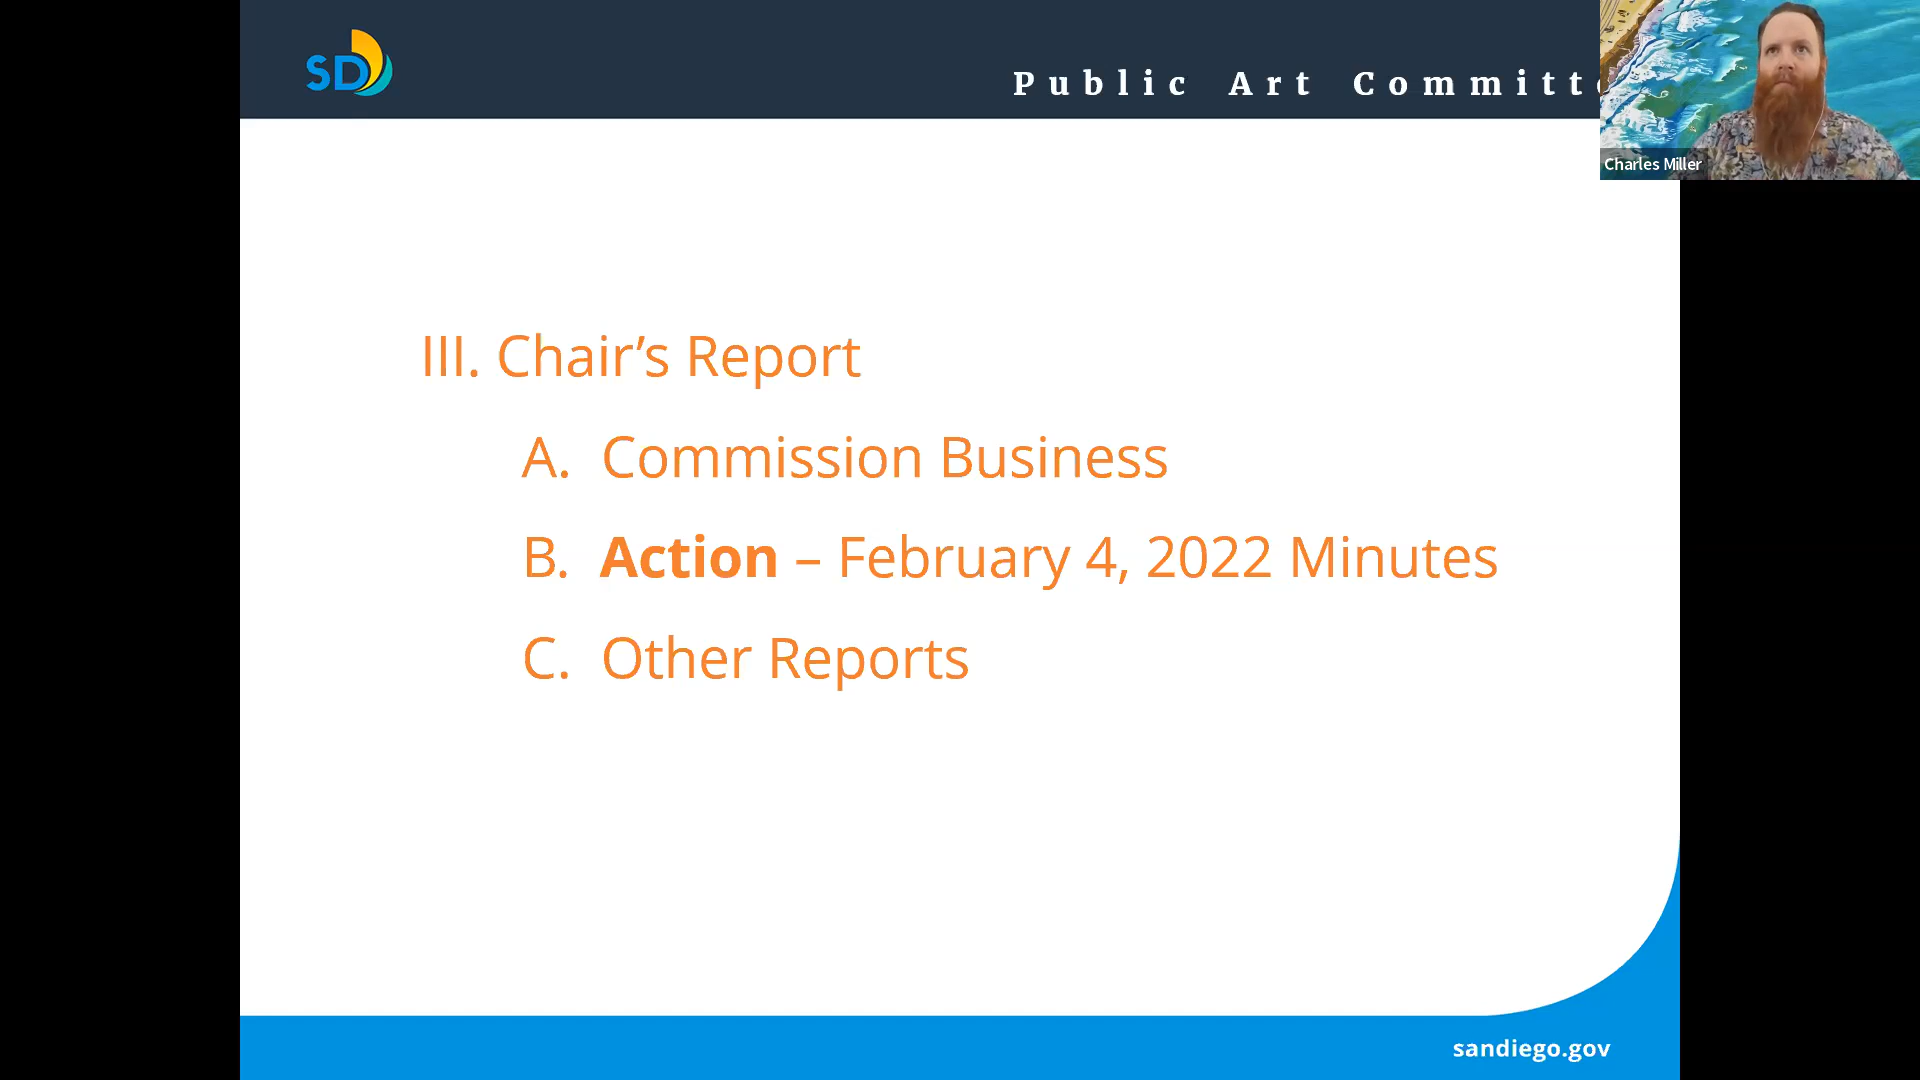 SD
Public Art Committe
Charles Miller
III. Chair’s Report
A. Commission Business
B. Action – February 4, 2022 Minutes
C. Other Reports
sandiego.gov